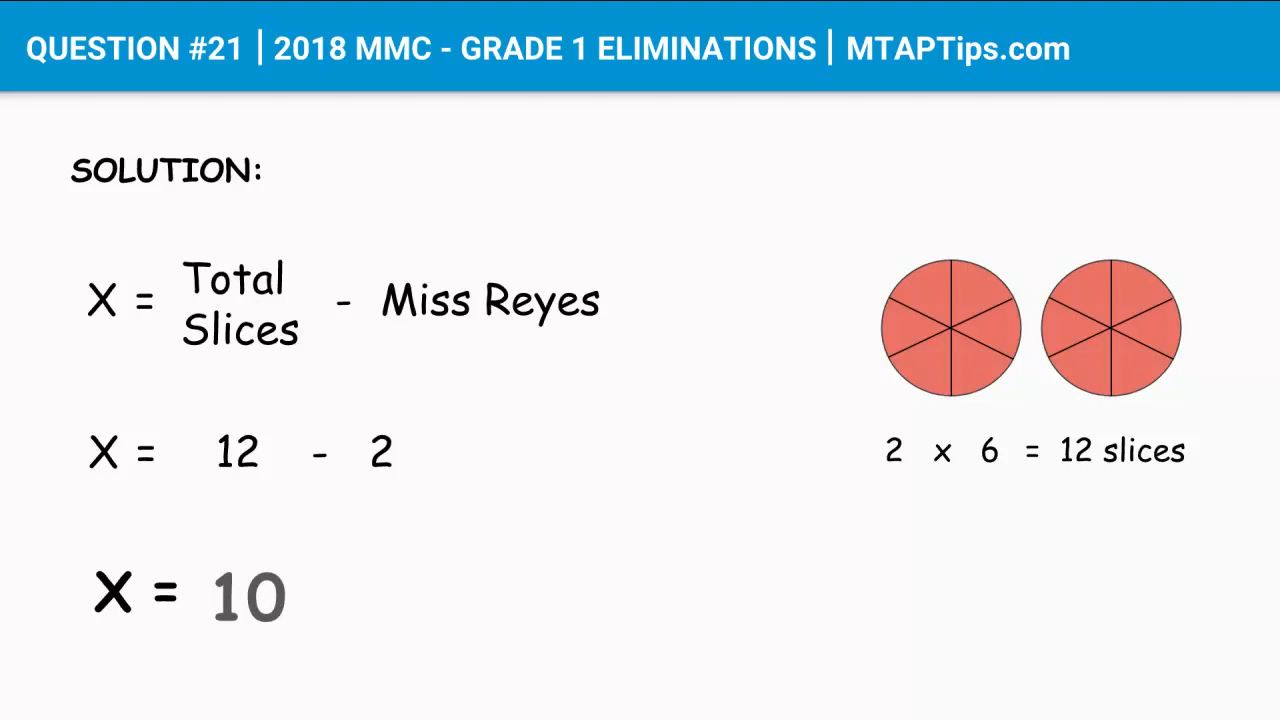 QUESTION #21 | 2018 MMC - GRADE 1 ELIMINATIONS | MTAPTips.com
SOLUTION:
X = Total Slices - Miss Reyes
X = 12 - 2
2 x 6 = 12 slices
X = 10